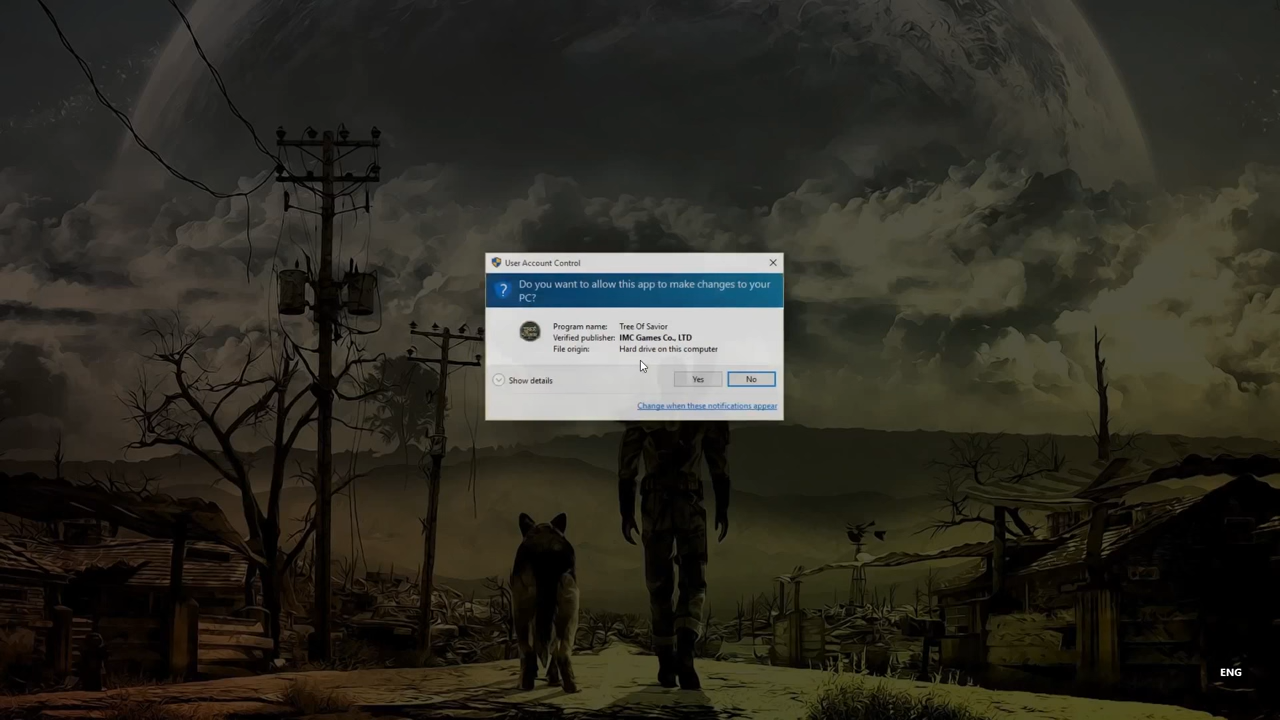 User Account Control
Do you want to allow this app to make changes to your
PC?
Program name: Tree Of Savior
Verified publisher: IMC Games Co., LTD
File origin: Hard drive on this computer
Show details
Yes
No
Change when these notifications appear
ENG